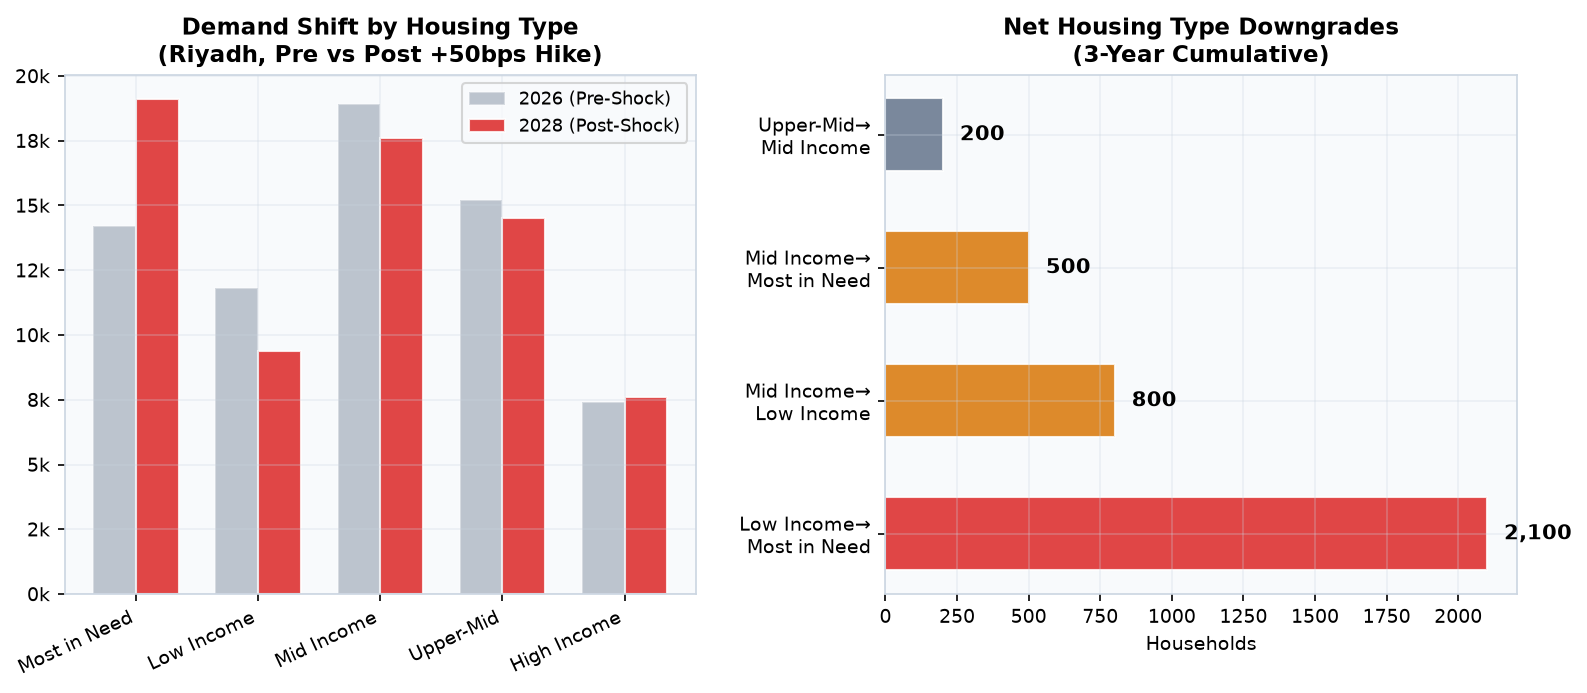 Demand Shift by Housing Type
(Riyadh, Pre vs Post +50bps Hike)
20k
18k
15k
12k
10k
8k
5k
2k
0k
2026 (Pre-Shock)
2028 (Post-Shock)
Most in Need
Low Income
Mid Income
Upper-Mid
High Income
Net Housing Type Downgrades
(3-Year Cumulative)
Upper-Mid→
Mid Income
200
Mid Income→
Most in Need
500
Mid Income→
Low Income
800
Low Income→
Most in Need
2,100
0 250 500 750 1000 1250 1500 1750 2000
Households